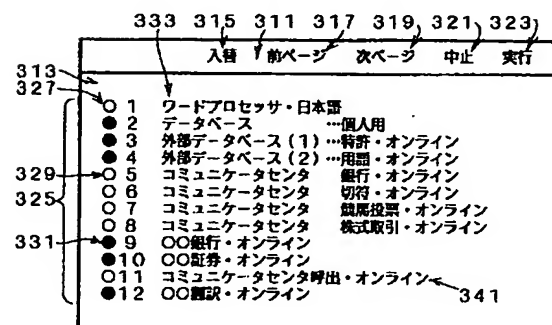 333 315 311 317 319 321 323
入替 前ページ 次ページ 中止 実行
313
327
○ 1 ワードプロセッサ・日本語
● 2 データベース …個人用
● 3 外部データベース(1)…特許・オンライン
● 4 外部データベース(2)…用語・オンライン
329 ○ 5 コミュニケータセンタ 銀行・オンライン
325 ○ 6 コミュニケータセンタ 切符・オンライン
○ 7 コミュニケータセンタ 競馬投票・オンライン
○ 8 コミュニケータセンタ 株式取引・オンライン
331 ● 9 ○○銀行・オンライン
● 10 ○○証券・オンライン
○ 11 コミュニケータセンタ呼出・オンライン
● 12 ○○翻訳・オンライン 341